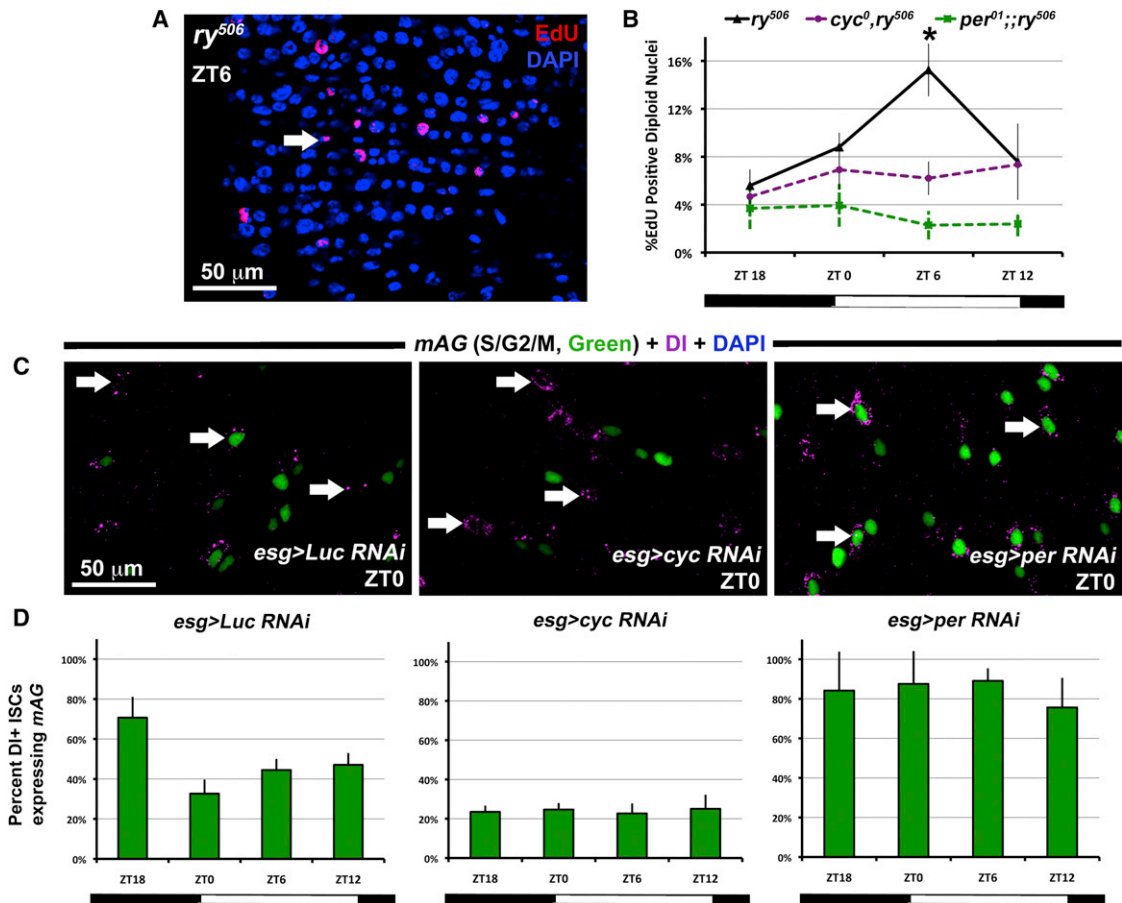 A
ry506
ZT6
EdU
DAPI
50 μm
B
ry506 cyc0,ry506 per01;;ry506
*
%EdU Positive Diploid Nuclei
16%
12%
8%
4%
0%
ZT 18 ZT 0 ZT 6 ZT 12
mAG (S/G2/M, Green) + Dl + DAPI
C
50 μm
esg>Luc RNAi
ZT0
esg>cyc RNAi
ZT0
esg>per RNAi
ZT0
D
esg>Luc RNAi
esg>cyc RNAi
esg>per RNAi
Percent Dl+ ISCs
expressing mAG
100%
80%
60%
40%
20%
0%
ZT18 ZT0 ZT6 ZT12
100%
80%
60%
40%
20%
0%
ZT18 ZT0 ZT6 ZT12
100%
80%
60%
40%
20%
0%
ZT18 ZT0 ZT6 ZT12